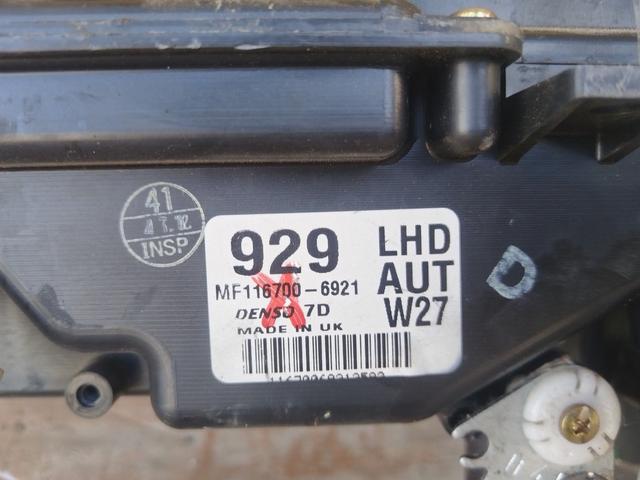 41
INSP
929
LHD
MF116700-6921
AUT
DENSO 7D
W27
MADE IN UK
D